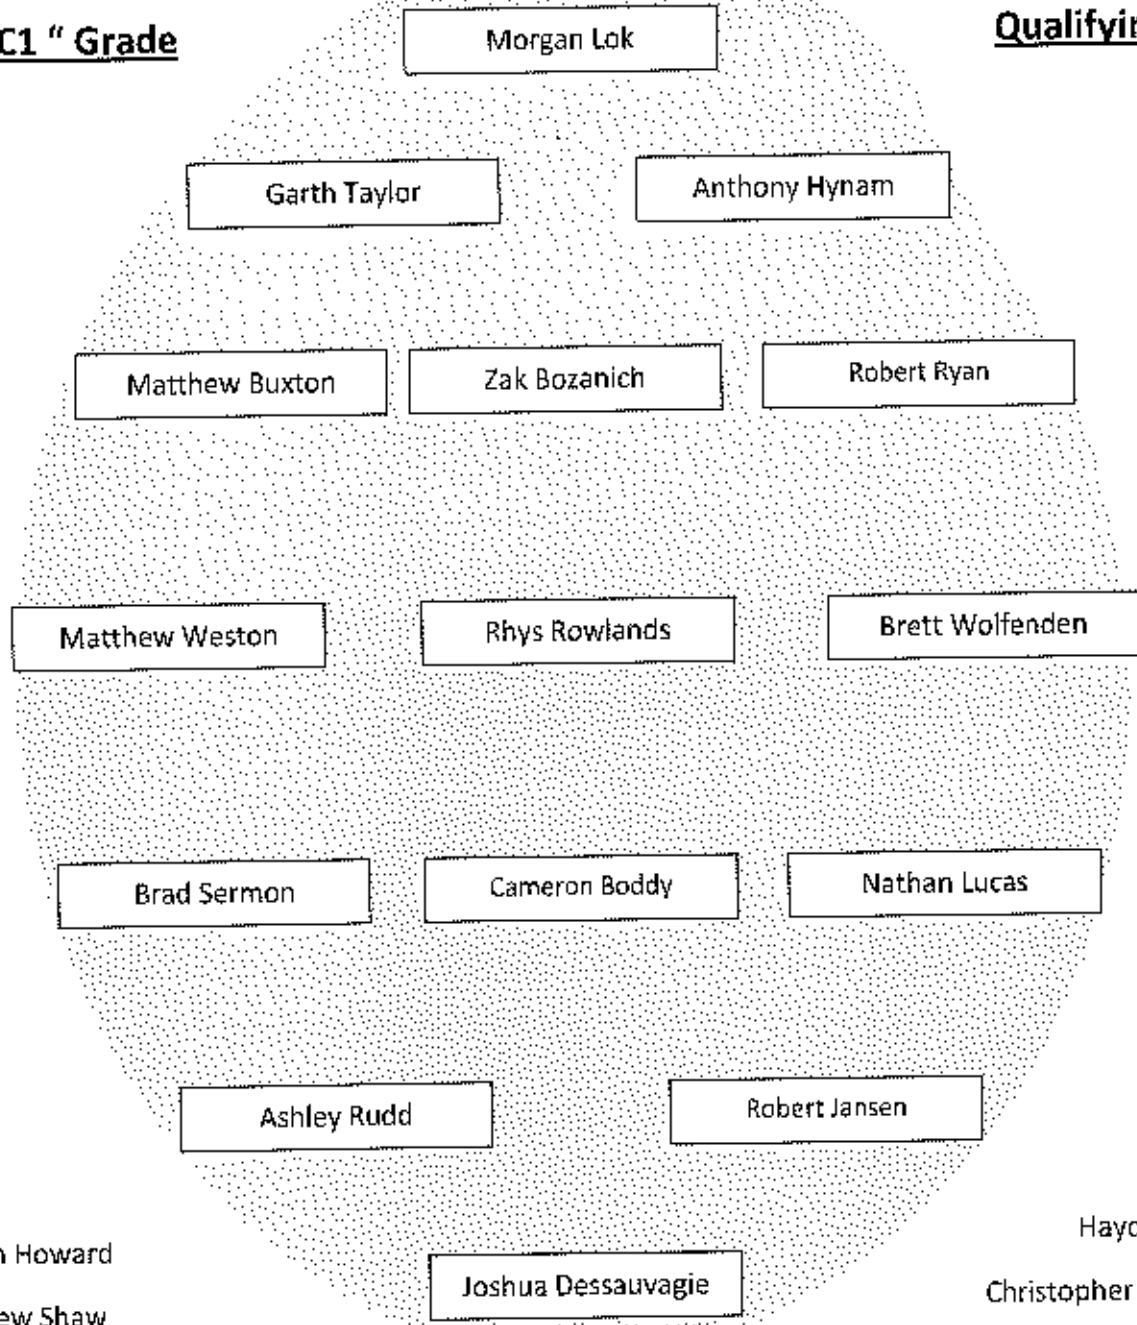 C1 “ Grade
Morgan Lok
Garth Taylor
Anthony Hynam
Matthew Buxton
Zak Bozanich
Robert Ryan
Matthew Weston
Rhys Rowlands
Brett Wolfenden
Brad Sermon
Cameron Boddy
Nathan Lucas
Ashley Rudd
Robert Jansen
Howard
Joshua Dessauvagie
Christopher
Shaw